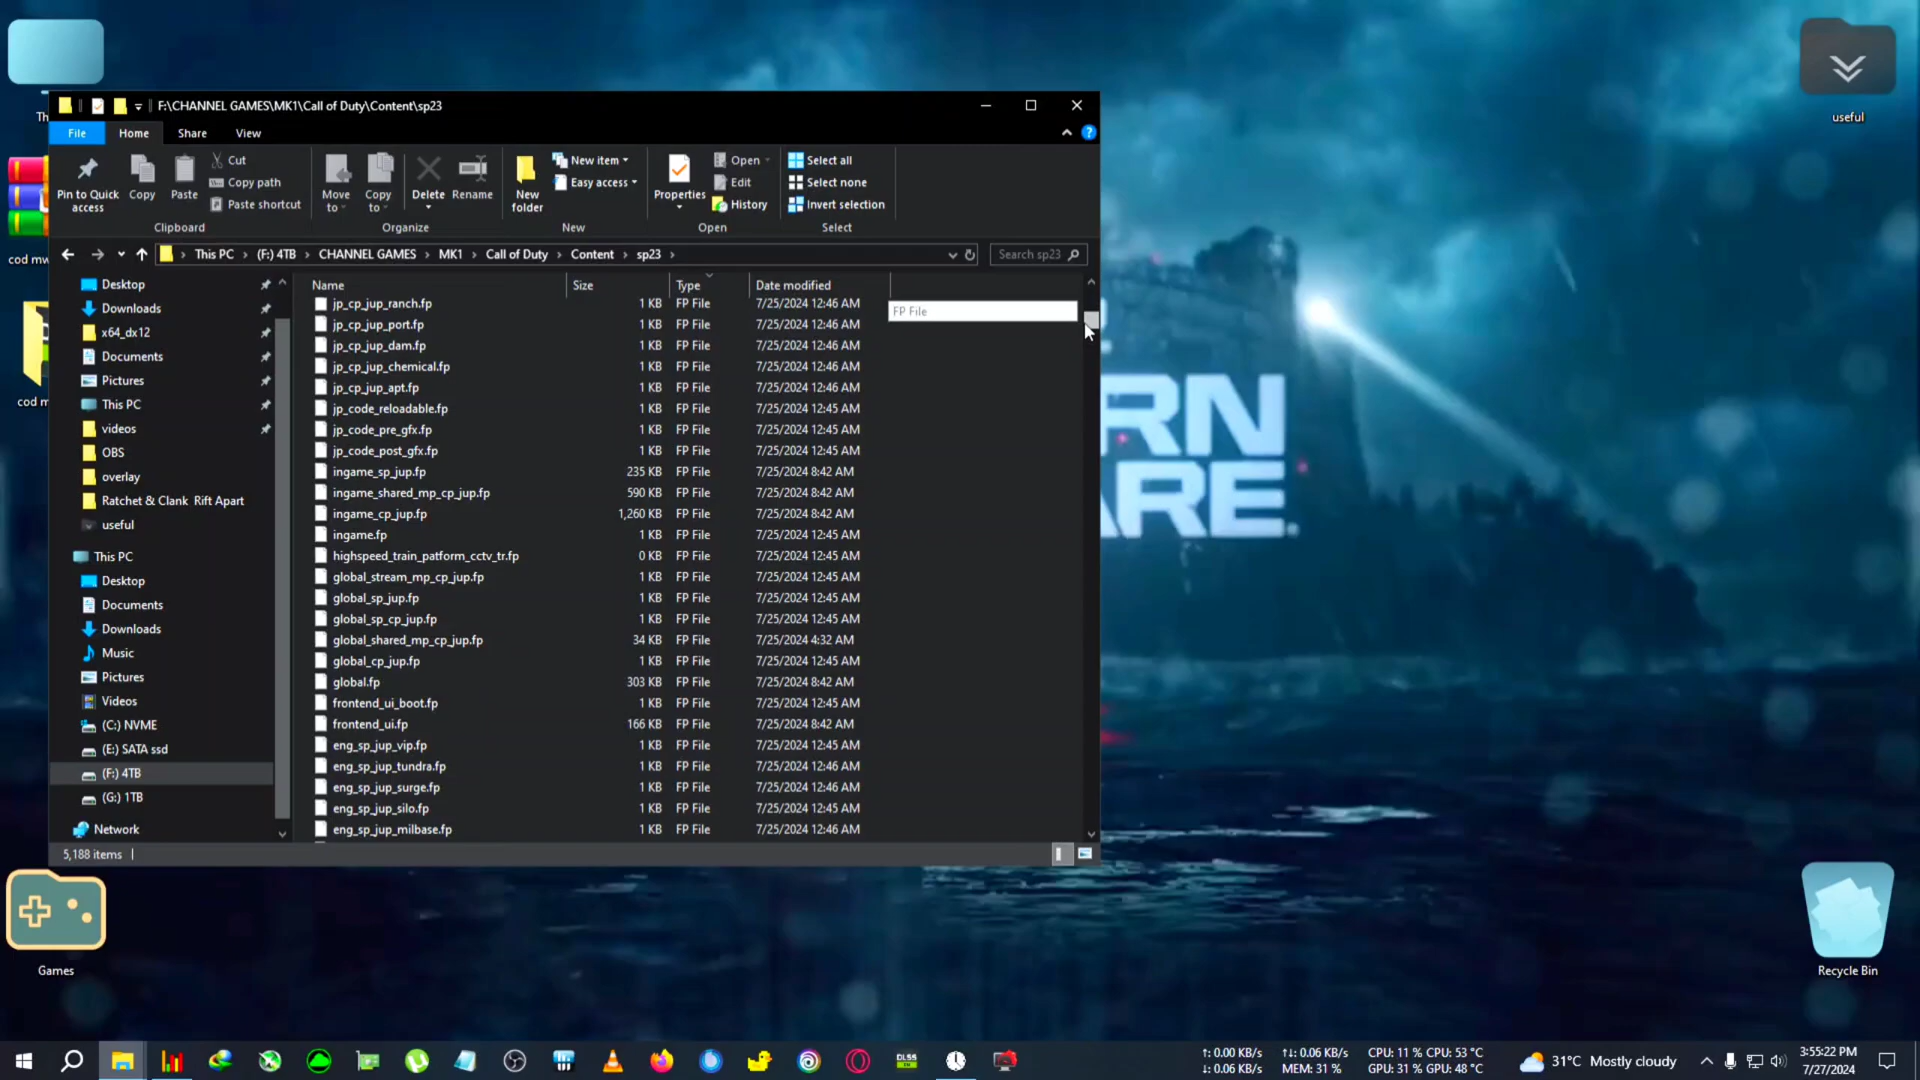 F:\CHANNEL GAMES\MK1\Call of Duty\Content\sp23
File Home Share View
Pin to Quick access
Copy
Paste
Cut
Copy path
Paste shortcut
Clipboard
Move to
Copy to
Delete
Rename
Organize
New folder
New item
Easy access
New
Properties
Open
Edit
History
Open
Select all
Select none
Invert selection
Select
This PC > (F:) 4TB > CHANNEL GAMES > MK1 > Call of Duty > Content > sp23 >
Search sp23
Desktop
Downloads
x64_dx12
Documents
Pictures
This PC
videos
OBS
overlay
Ratchet & Clank Rift Apart
useful
This PC
Desktop
Documents
Downloads
Music
Pictures
Videos
(C:) NVME
(E:) SATA ssd
(F:) 4TB
(G:) 1TB
Network
Name Size Type Date modified
jp_cp_jup_ranch.fp 1 KB FP File 7/25/2024 12:46 AM
jp_cp_jup_port.fp 1 KB FP File 7/25/2024 12:46 AM
jp_cp_jup_dam.fp 1 KB FP File 7/25/2024 12:46 AM
jp_cp_jup_chemical.fp 1 KB FP File 7/25/2024 12:46 AM
jp_cp_jup_apt.fp 1 KB FP File 7/25/2024 12:46 AM
jp_code_reloadable.fp 1 KB FP File 7/25/2024 12:45 AM
jp_code_pre_gfx.fp 1 KB FP File 7/25/2024 12:45 AM
jp_code_post_gfx.fp 1 KB FP File 7/25/2024 12:45 AM
ingame_sp_jup.fp 235 KB FP File 7/25/2024 8:42 AM
ingame_shared_mp_cp_jup.fp 590 KB FP File 7/25/2024 8:42 AM
ingame_cp_jup.fp 1,260 KB FP File 7/25/2024 8:42 AM
ingame.fp 1 KB FP File 7/25/2024 12:45 AM
highspeed_train_patform_cctv_tr.fp 0 KB FP File 7/25/2024 12:45 AM
global_stream_mp_cp_jup.fp 1 KB FP File 7/25/2024 12:45 AM
global_sp_jup.fp 1 KB FP File 7/25/2024 12:45 AM
global_sp_cp_jup.fp 1 KB FP File 7/25/2024 12:45 AM
global_shared_mp_cp_jup.fp 34 KB FP File 7/25/2024 4:32 AM
global_cp_jup.fp 1 KB FP File 7/25/2024 12:45 AM
global.fp 303 KB FP File 7/25/2024 8:42 AM
frontend_ui_boot.fp 1 KB FP File 7/25/2024 12:45 AM
frontend_ui.fp 166 KB FP File 7/25/2024 8:42 AM
eng_sp_jup_vip.fp 1 KB FP File 7/25/2024 12:45 AM
eng_sp_jup_tundra.fp 1 KB FP File 7/25/2024 12:46 AM
eng_sp_jup_surge.fp 1 KB FP File 7/25/2024 12:46 AM
eng_sp_jup_silo.fp 1 KB FP File 7/25/2024 12:45 AM
eng_sp_jup_milbase.fp 1 KB FP File 7/25/2024 12:46 AM
FP File
5,188 items
Th
cod mw
cod m
Games
useful
RN
ARE
Recycle Bin
DLSS
↑: 0.00 KB/s
↓: 0.06 KB/s
↑↓: 0.06 KB/s
MEM: 31 %
CPU: 11 % CPU: 53 °C
GPU: 31 % GPU: 48 °C
31°C Mostly cloudy
3:55:22 PM
7/27/2024